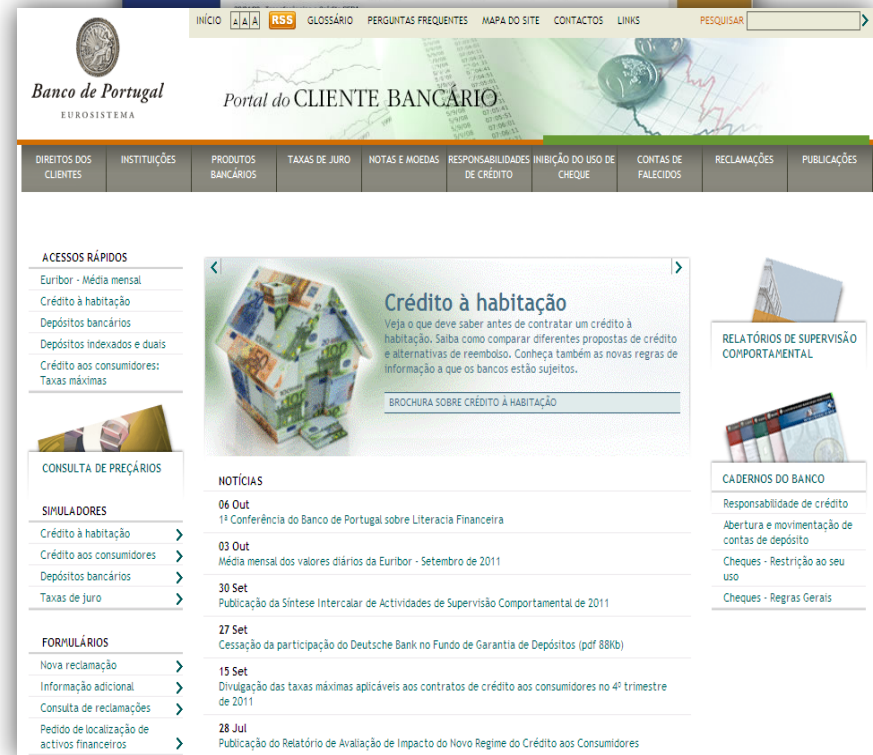 INÍCIO A A A RSS GLOSSÁRIO PERGUNTAS FREQUENTES MAPA DO SITE CONTACTOS LINKS PESQUISAR
Banco de Portugal
EUROSISTEMA
Portal do CLIENTE BANCÁRIO
DIREITOS DOS
CLIENTES
INSTITUIÇÕES
PRODUTOS
BANCÁRIOS
TAXAS DE JURO
NOTAS E MOEDAS
RESPONSABILIDADES
DE CRÉDITO
INIBIÇÃO DO USO DE
CHEQUE
CONTAS DE
FALECIDOS
RECLAMAÇÕES
PUBLICAÇÕES
ACESSOS RÁPIDOS
Euribor - Média mensal
Crédito à habitação
Depósitos bancários
Depósitos indexados e duais
Crédito aos consumidores:
Taxas máximas
CONSULTA DE PREÇÁRIOS
SIMULADORES
Crédito à habitação
Crédito aos consumidores
Depósitos bancários
Taxas de juro
FORMULÁRIOS
Nova reclamação
Informação adicional
Consulta de reclamações
Pedido de localização de
activos financeiros
Crédito à habitação
Veja o que deve saber antes de contratar um crédito à
habitação. Saiba como comparar diferentes propostas de crédito
e alternativas de reembolso. Conheça também as novas regras de
informação a que os bancos estão sujeitos.
BROCHURA SOBRE CRÉDITO À HABITAÇÃO
NOTÍCIAS
06 Out
1ª Conferência do Banco de Portugal sobre Literacia Financeira
03 Out
Média mensal dos valores diários da Euribor - Setembro de 2011
30 Set
Publicação da Síntese Intercalar de Actividades de Supervisão Comportamental de 2011
27 Set
Cessação da participação do Deutsche Bank no Fundo de Garantia de Depósitos (pdf 88Kb)
15 Set
Divulgação das taxas máximas aplicáveis aos contratos de crédito aos consumidores no 4º trimestre
de 2011
28 Jul
Publicação do Relatório de Avaliação de Impacto do Novo Regime do Crédito aos Consumidores
RELATÓRIOS DE SUPERVISÃO
COMPORTAMENTAL
CADERNOS DO BANCO
Responsabilidade de crédito
Abertura e movimentação de
contas de depósito
Cheques - Restrição ao seu
uso
Cheques - Regras Gerais